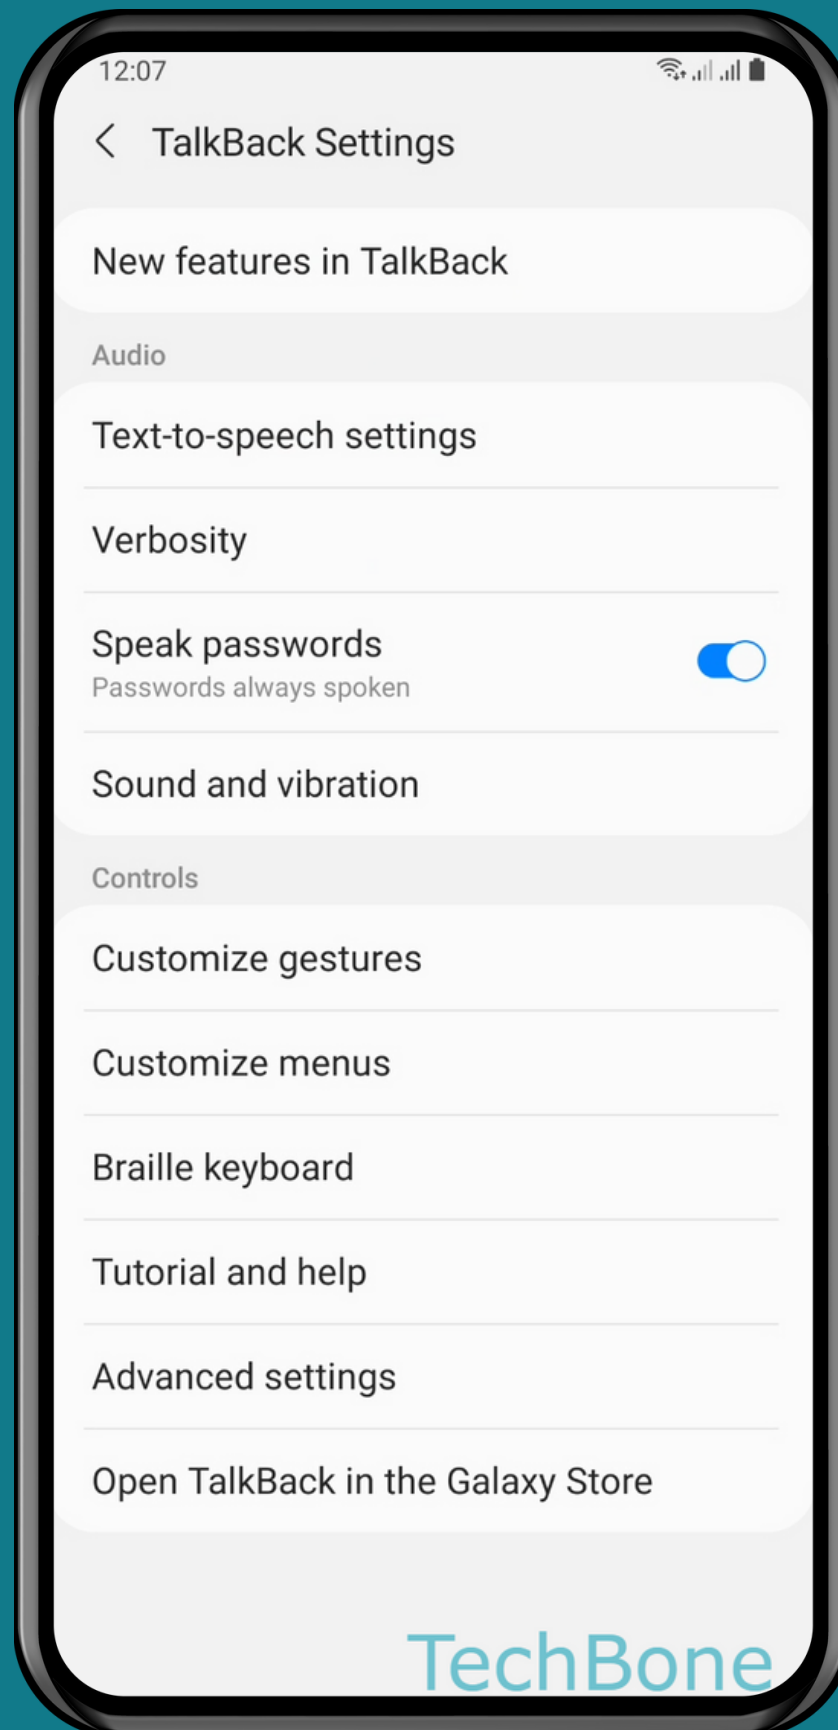 12:07
TalkBack Settings
New features in TalkBack
Audio
Text-to-speech settings
Verbosity
Speak passwords
Passwords always spoken
Sound and vibration
Controls
Customize gestures
Customize menus
Braille keyboard
Tutorial and help
Advanced settings
Open TalkBack in the Galaxy Store
TechBone